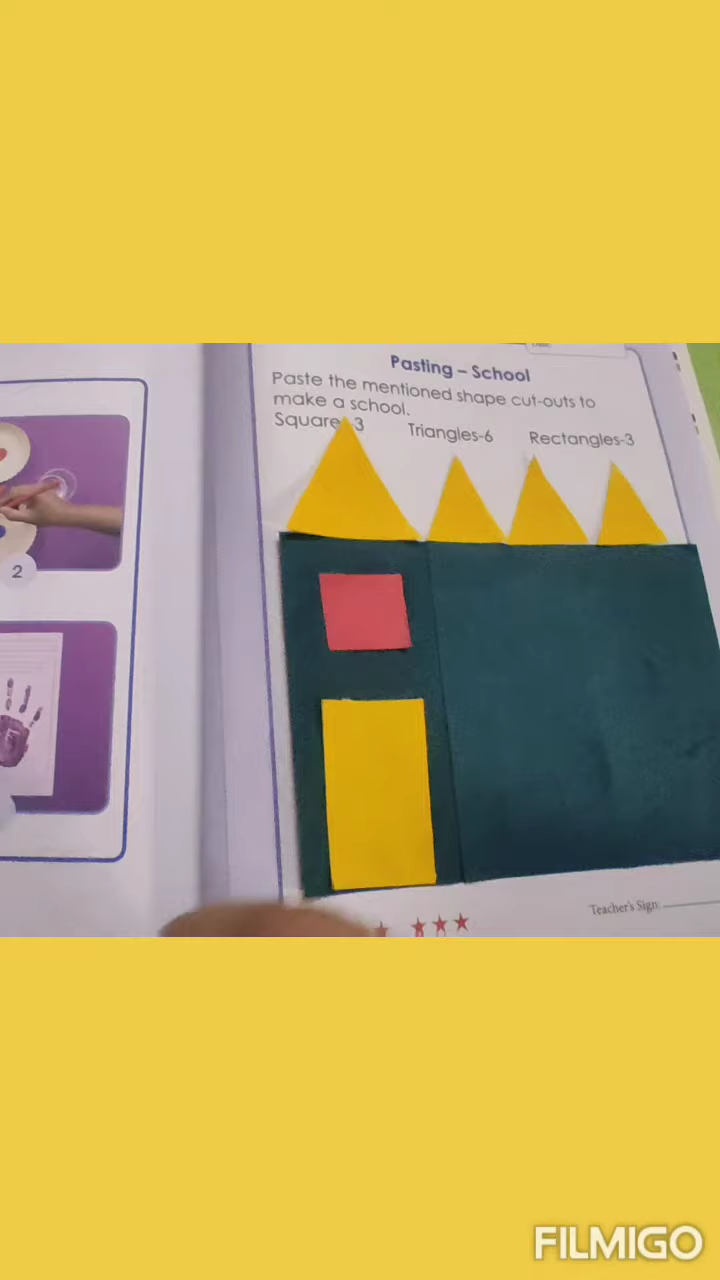 Pasting – School
Paste the mentioned shape cut-outs to
make a school.
Square-3 Triangles-6 Rectangles-3
2
Teacher's Sign:
FILMIGO